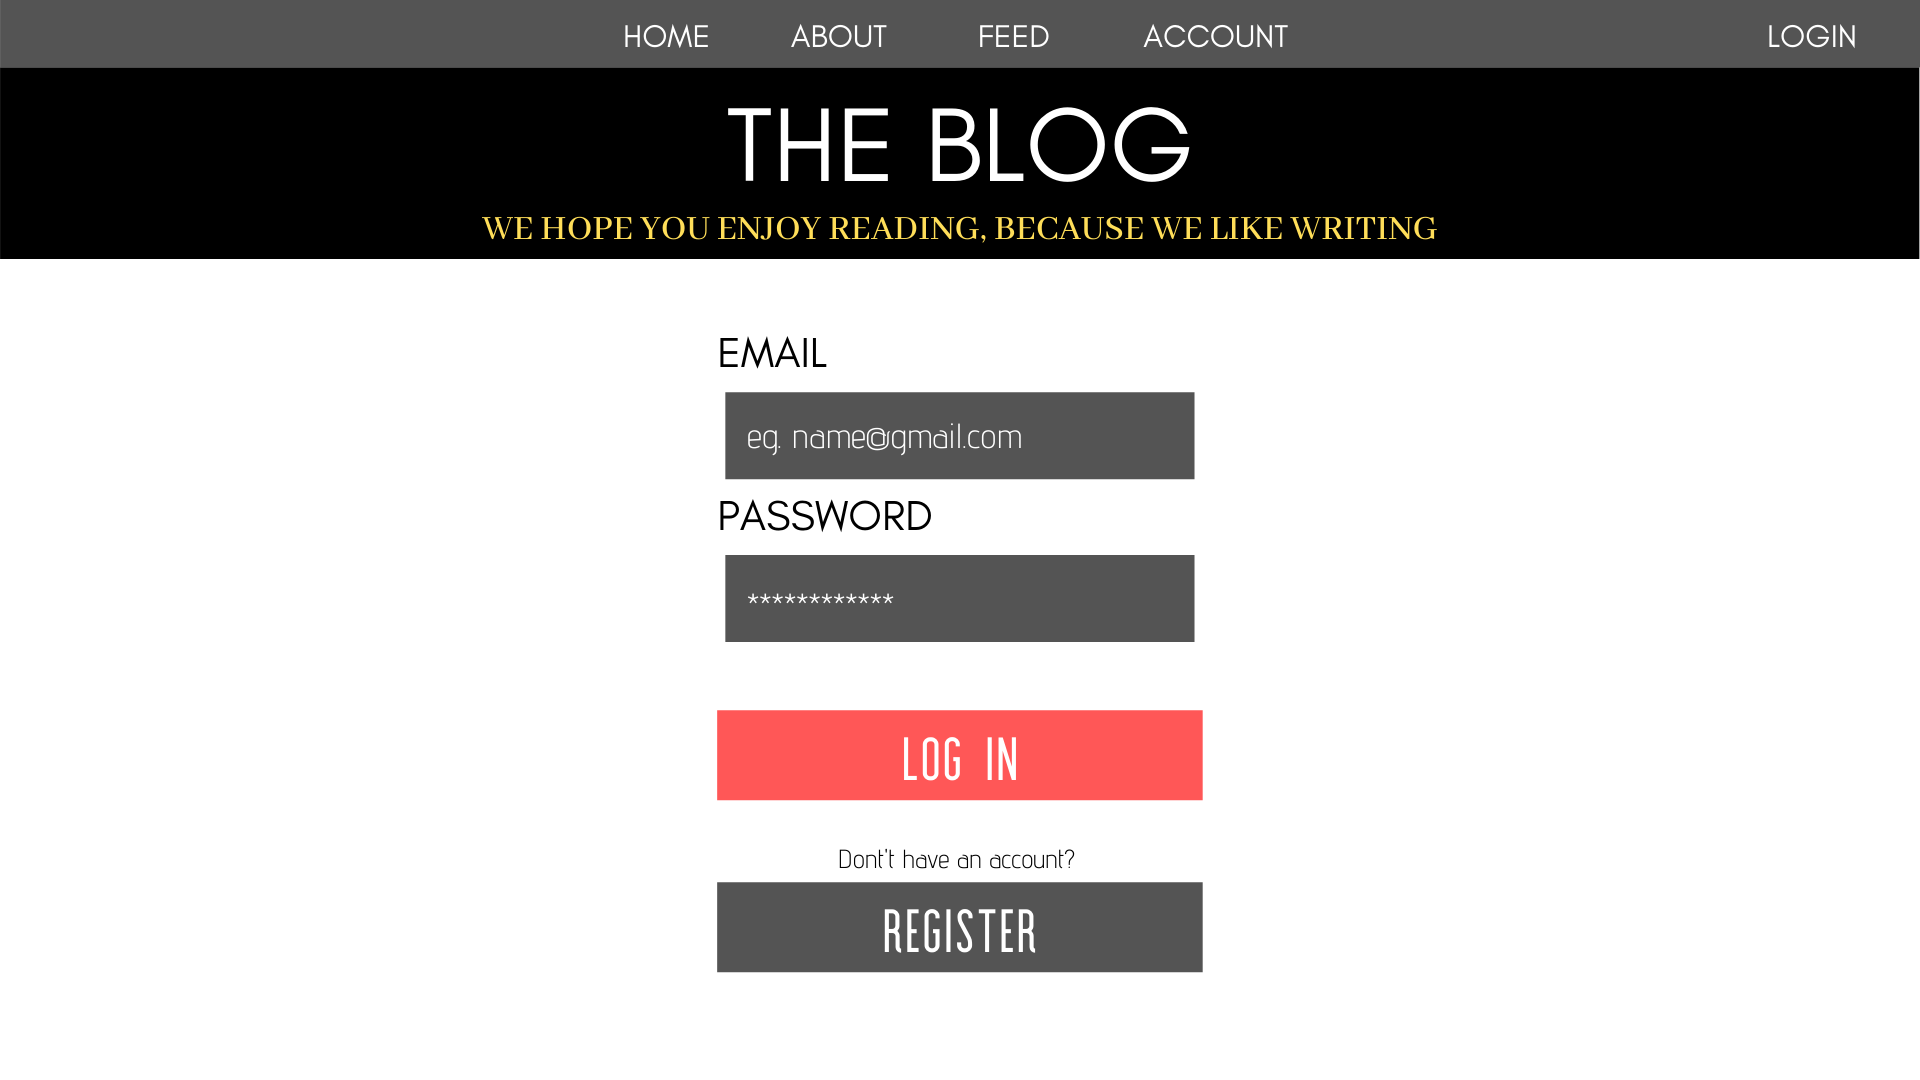 HOME ABOUT FEED ACCOUNT LOGIN
THE BLOG
WE HOPE YOU ENJOY READING, BECAUSE WE LIKE WRITING
EMAIL
eg. name@gmail.com
PASSWORD
************
LOG IN
Dont't have an account?
REGISTER